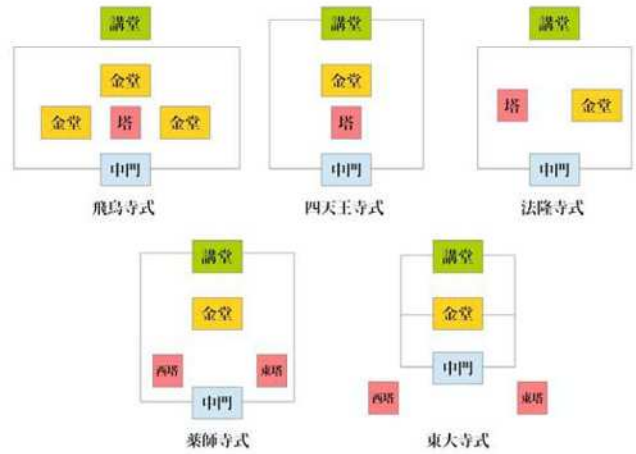 講堂
金堂
金堂
塔
金堂
中門
飛鳥寺式
講堂
金堂
塔
中門
四天王寺式
講堂
塔
金堂
中門
法隆寺式
講堂
金堂
西塔
東塔
中門
薬師寺式
講堂
金堂
中門
西塔
東塔
東大寺式